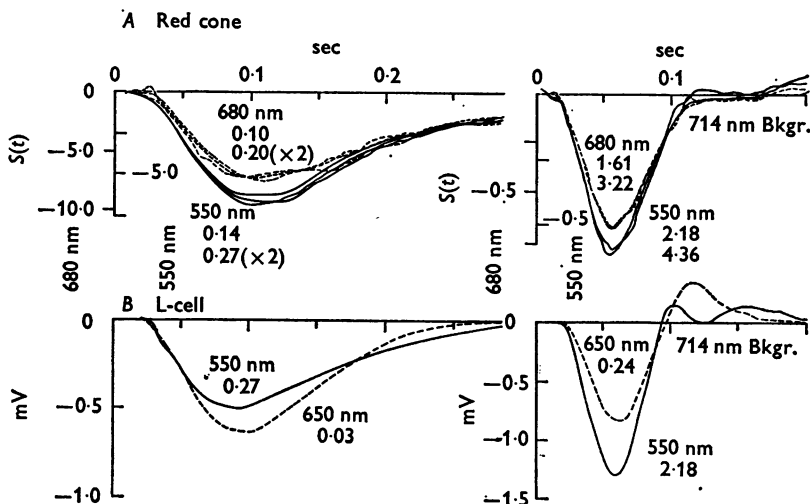 A Red cone
sec
0 0·1 0·2
0
680 nm
0·10
0·20(×2)
S(t)
−5·0
−5·0
−10·0
550 nm
0·14
0·27(×2)
680 nm
550 nm
sec
0 0·1
0
714 nm Bkgr.
680 nm
1·61
3·22
S(t)
−0·5
−0·5
550 nm
2·18
4·36
680 nm
550 nm
B L-cell
0
550 nm
0·27
650 nm
0·03
mV
−0·5
−1·0
0
650 nm
0·24
714 nm Bkgr.
mV
−0·5
−1·0
−1·5
550 nm
2·18